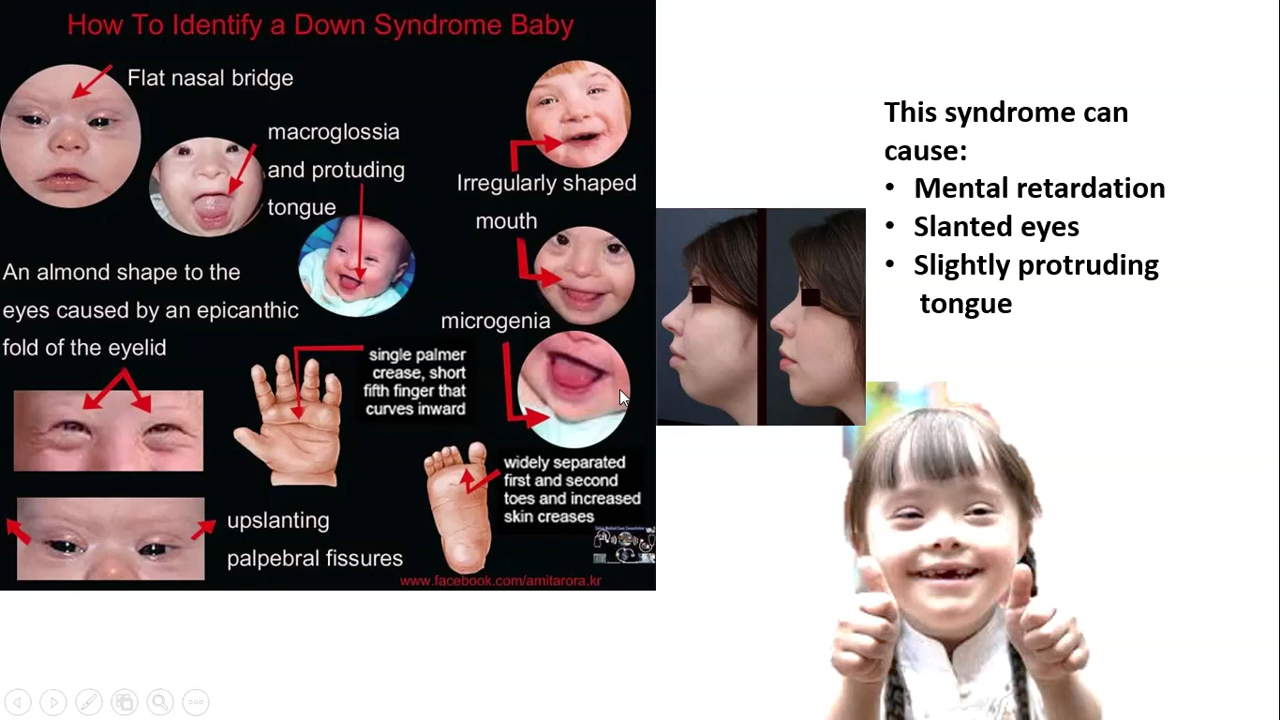 How To Identify a Down Syndrome Baby
Flat nasal bridge
macroglossia
and protuding
tongue
Irregularly shaped
mouth
An almond shape to the
eyes caused by an epicanthic
fold of the eyelid
microgenia
single palmer
crease, short
fifth finger that
curves inward
widely separated
first and second
toes and increased
skin creases
upslanting
palpebral fissures
www.facebook.com/amitarora.kr
This syndrome can
cause:
• Mental retardation
• Slanted eyes
• Slightly protruding
tongue